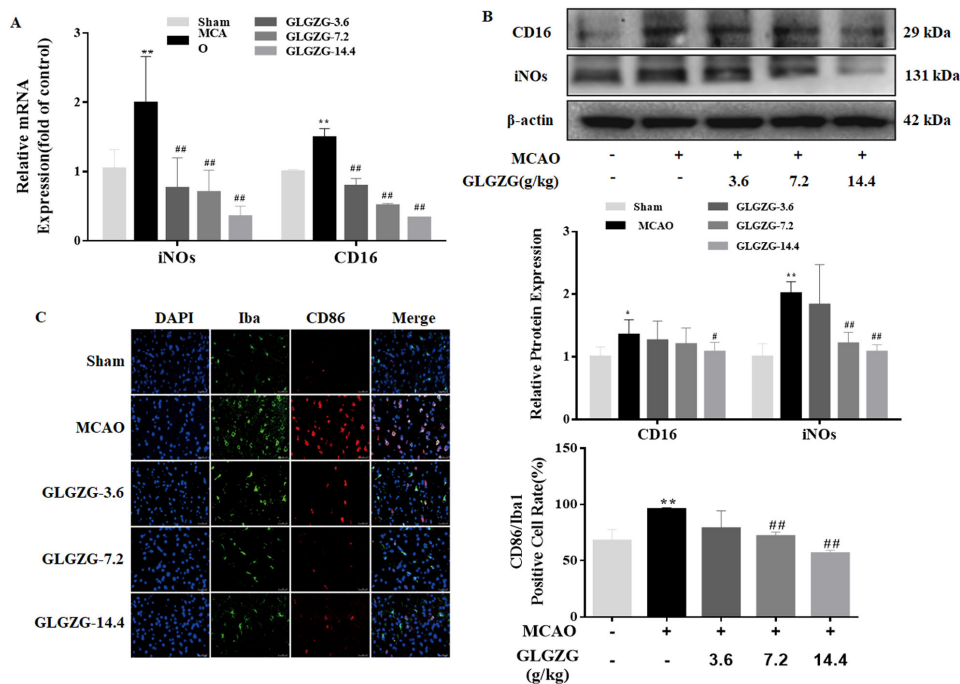 A
Sham
MCA
O
GLGZG-3.6
GLGZG-7.2
GLGZG-14.4
Relative mRNA
Expression(fold of control)
3
2
1
0
**
##
##
##
**
##
##
##
iNOs
CD16
B
CD16
29 kDa
iNOs
131 kDa
β-actin
42 kDa
MCAO - + + + +
GLGZG(g/kg) - - 3.6 7.2 14.4
Sham
MCAO
GLGZG-3.6
GLGZG-7.2
GLGZG-14.4
Relative Ptrotein Expression
3
2
1
0
*
#
**
##
##
CD16
iNOs
C
DAPI Iba CD86 Merge
Sham
MCAO
GLGZG-3.6
GLGZG-7.2
GLGZG-14.4
CD86/Iba1
Positive Cell Rate(%)
150
100
50
0
**
##
##
MCAO - + + + +
GLGZG - - 3.6 7.2 14.4
(g/kg)